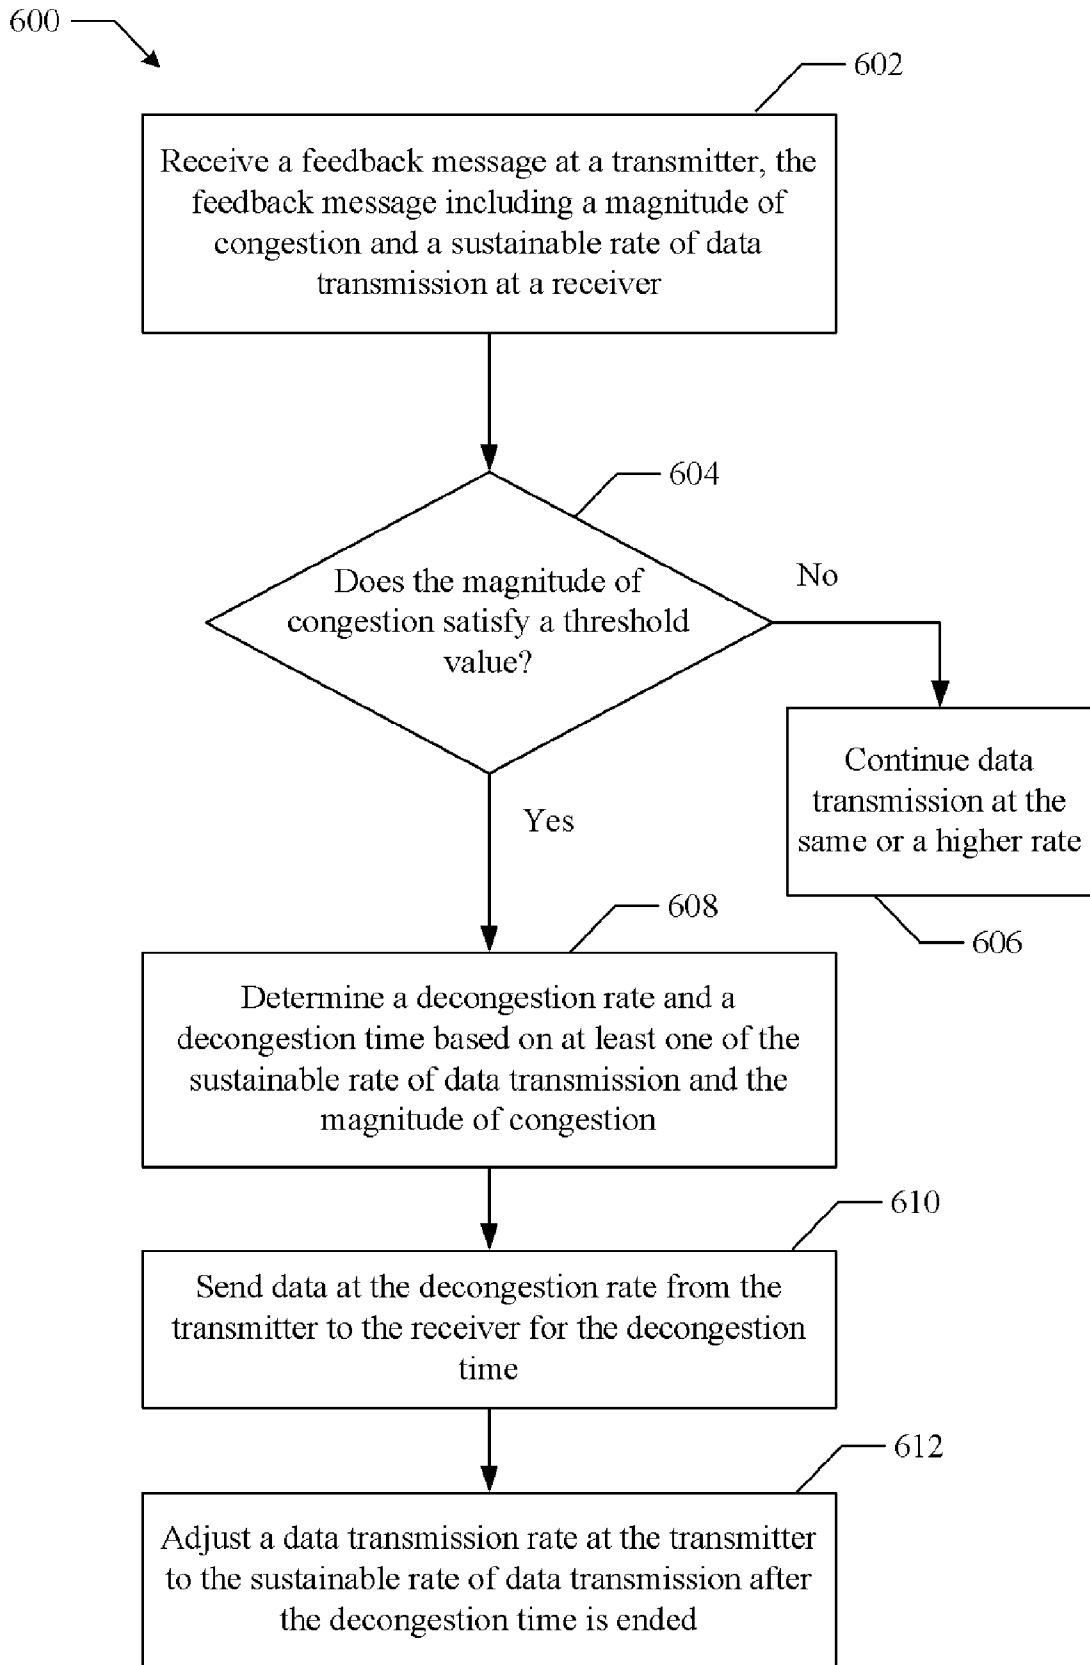 600
602
Receive a feedback message at a transmitter, the
feedback message including a magnitude of
congestion and a sustainable rate of data
transmission at a receiver
604
Does the magnitude of
congestion satisfy a threshold
value?
No
Continue data
transmission at the
same or a higher rate
606
Yes
608
Determine a decongestion rate and a
decongestion time based on at least one of the
sustainable rate of data transmission and the
magnitude of congestion
610
Send data at the decongestion rate from the
transmitter to the receiver for the decongestion
time
612
Adjust a data transmission rate at the transmitter
to the sustainable rate of data transmission after
the decongestion time is ended